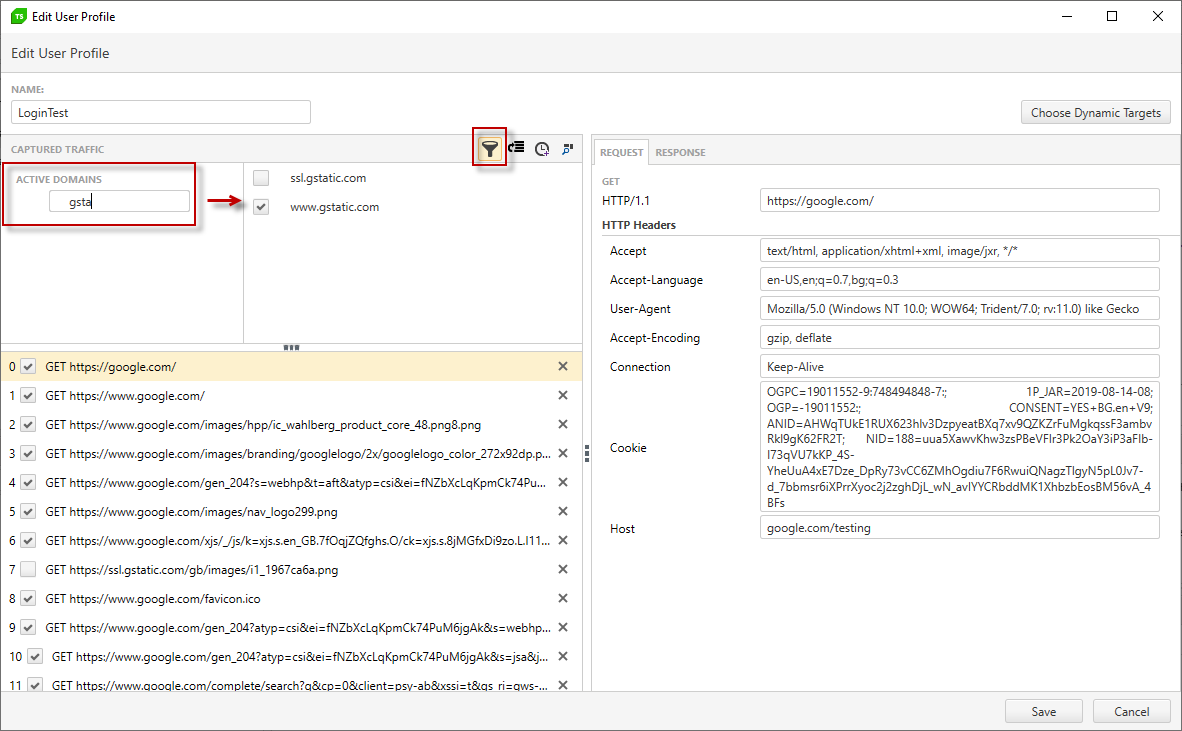 TS Edit User Profile
Edit User Profile
NAME:
LoginTest
Choose Dynamic Targets
CAPTURED TRAFFIC
ACTIVE DOMAINS
gsta
ssl.gstatic.com
www.gstatic.com
0 GET https://google.com/
1 GET https://www.google.com/
2 GET https://www.google.com/images/hpp/ic_wahlberg_product_core_48.png8.png
3 GET https://www.google.com/images/branding/googlelogo/2x/googlelogo_color_272x92dp.p...
4 GET https://www.google.com/gen_204?s=webhp&t=aft&atyp=csi&ei=fNZbXcLqKpmCk74Pu...
5 GET https://www.google.com/images/nav_logo299.png
6 GET https://www.google.com/xjs/_/js/k=xjs.s.en_GB.7fOqjZQfghs.O/ck=xjs.s.8jMGfxDi9zo.L.I11...
7 GET https://ssl.gstatic.com/gb/images/i1_1967ca6a.png
8 GET https://www.google.com/favicon.ico
9 GET https://www.google.com/gen_204?atyp=csi&ei=fNZbXcLqKpmCk74PuM6jgAk&s=webhp...
10 GET https://www.google.com/gen_204?atyp=csi&ei=fNZbXcLqKpmCk74PuM6jgAk&s=jsa&j...
11 GET https://www.google.com/complete/search?q&cp=0&client=psy-ab&xssi=t&gs_ri=gws-...
REQUEST RESPONSE
GET
HTTP/1.1 https://google.com/
HTTP Headers
Accept text/html, application/xhtml+xml, image/jxr, */*
Accept-Language en-US,en;q=0.7,bg;q=0.3
User-Agent Mozilla/5.0 (Windows NT 10.0; WOW64; Trident/7.0; rv:11.0) like Gecko
Accept-Encoding gzip, deflate
Connection Keep-Alive
Cookie
OGPC=19011552-9:748494848-7:; 1P_JAR=2019-08-14-08;
OGP=-19011552:; CONSENT=YES+BG.en+V9;
ANID=AHWqTUkE1RUX623hlv3DzpyeatBXq7xv9QZKZrFuMgkqssF3ambv
RkI9gK62FR2T; NID=188=uua5XawvKhw3zsPBeVFIr3Pk2OaY3iP3aFIb-
I73qVU7kKP_4S-
YheUuA4xE7Dze_DpRy73vCC6ZMhOgdiu7F6RwuiQNagzTlgyN5pL0Jv7-
d_7bbmsr6iXPrrXyoc2j2zghDjL_wN_avIYYCRbddMK1XhbzbEosBM56vA_4
BFs
Host google.com/testing
Save
Cancel